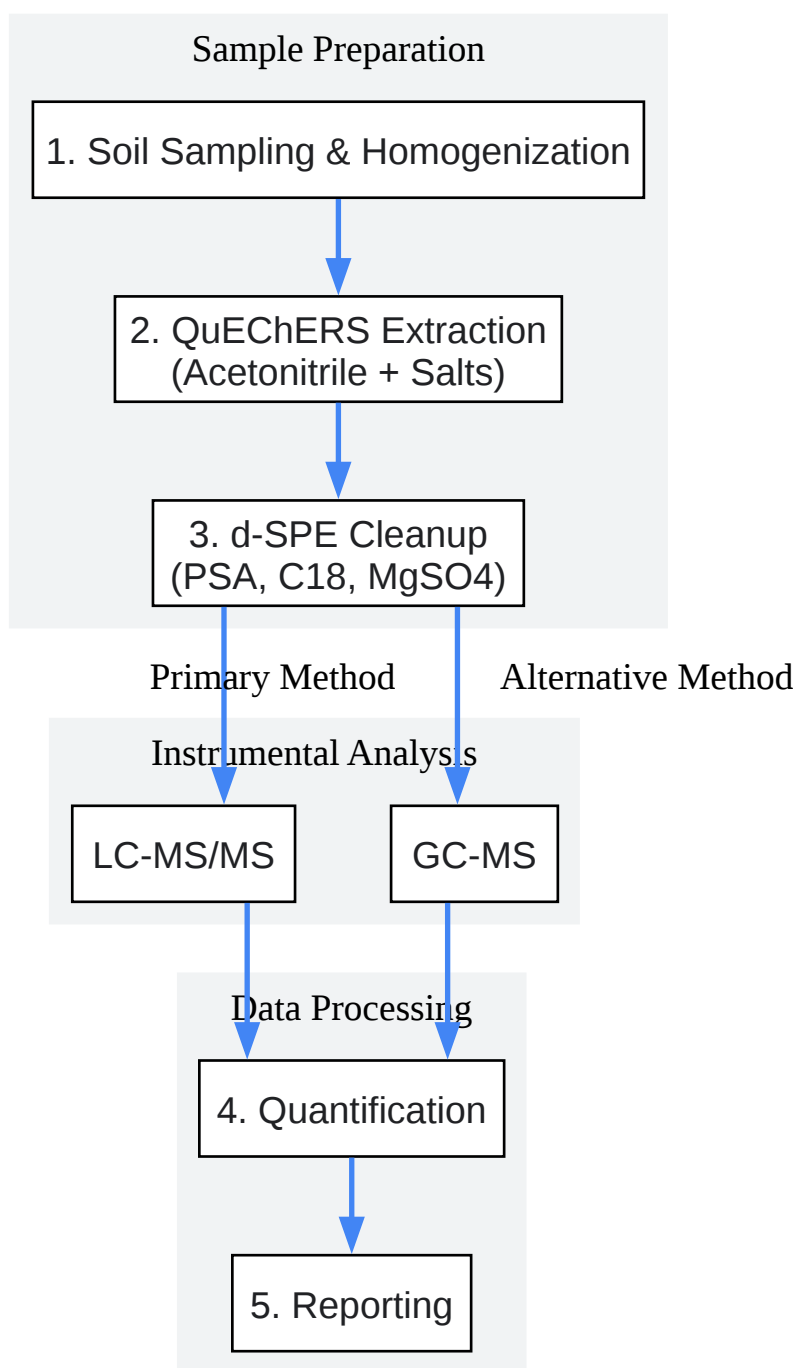 Sample Preparation
1. Soil Sampling & Homogenization
2. QuEChERS Extraction
(Acetonitrile + Salts)
3. d-SPE Cleanup
(PSA, C18, MgSO4)
Primary Method
Alternative Method
Instrumental Analysis
LC-MS/MS
GC-MS
Data Processing
4. Quantification
5. Reporting